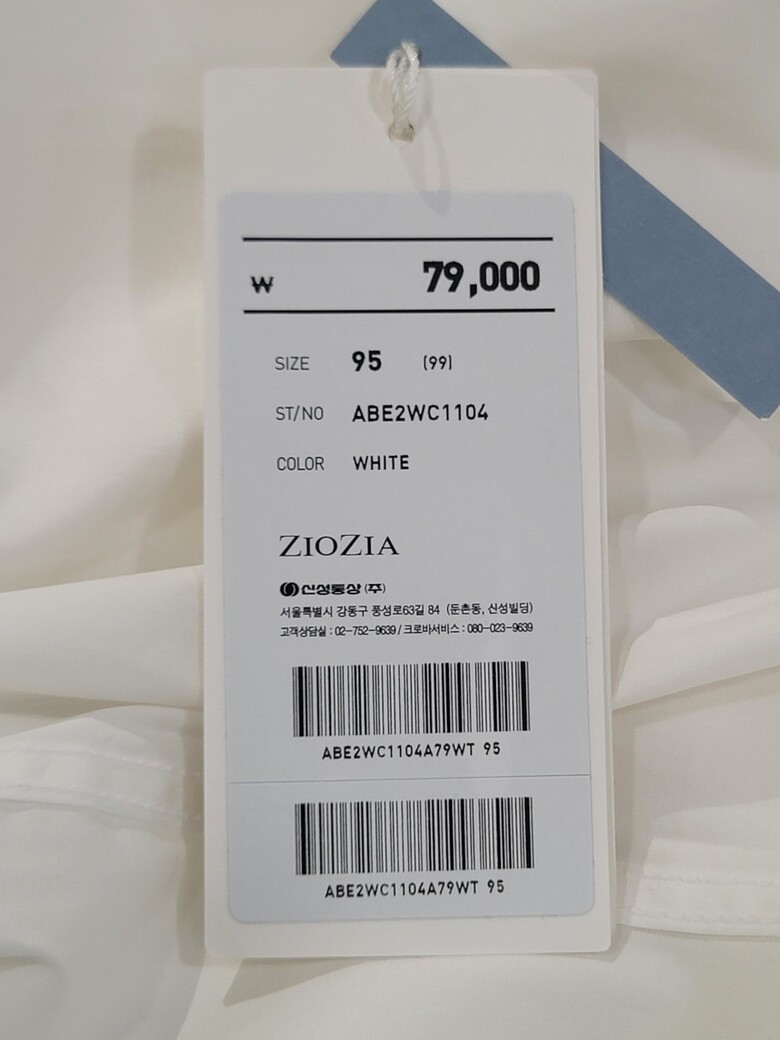 ₩ 79,000
SIZE 95 (99)
ST/NO ABE2WC1104
COLOR WHITE
ZIOZIA
신성통상(주)
서울특별시 강동구 풍성로63길 84 (둔촌동, 신성빌딩)
고객상담실 : 02-752-9639 / 크로바서비스 : 080-023-9639
ABE2WC1104A79WT 95
ABE2WC1104A79WT 95